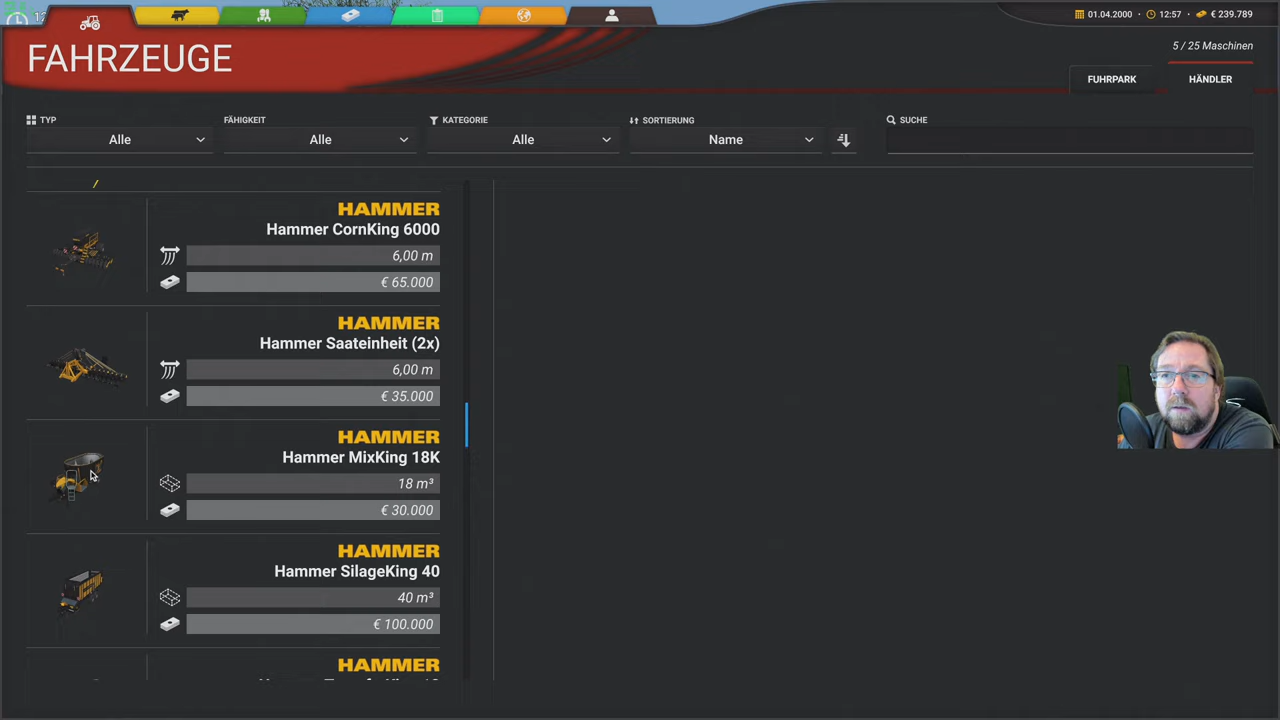 01.04.2000 · 12:57 · € 239.789
FAHRZEUGE
5 / 25 Maschinen
FUHRPARK
HÄNDLER
TYP
FÄHIGKEIT
KATEGORIE
SORTIERUNG
SUCHE
Alle
Alle
Alle
Name
HAMMER
Hammer CornKing 6000
6,00 m
€ 65.000
HAMMER
Hammer Saateinheit (2x)
6,00 m
€ 35.000
HAMMER
Hammer MixKing 18K
18 m³
€ 30.000
HAMMER
Hammer SilageKing 40
40 m³
€ 100.000
HAMMER